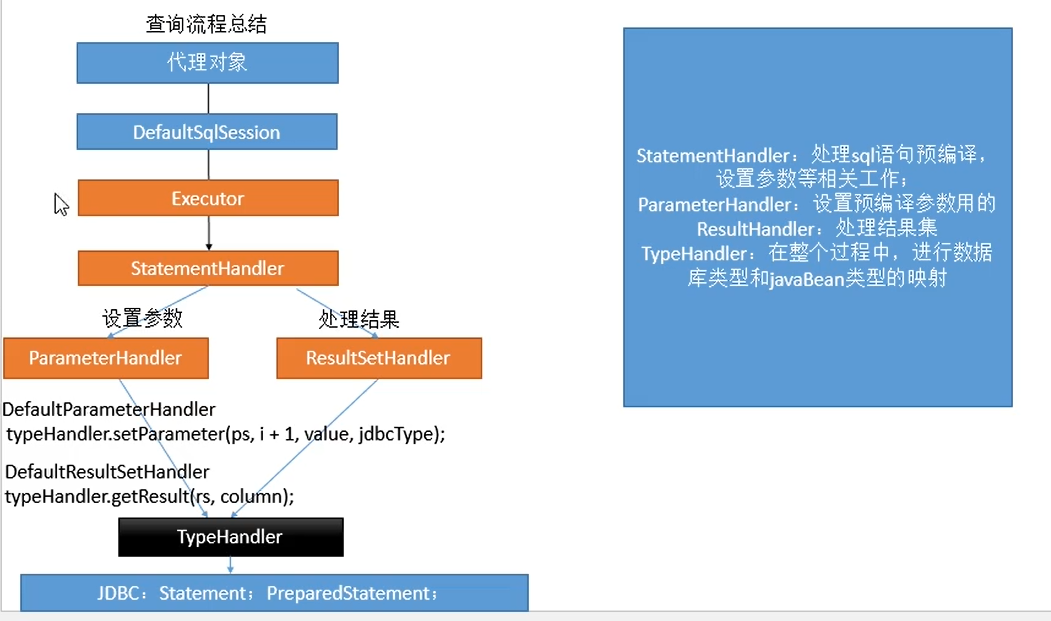 查询流程总结
代理对象
DefaultSqlSession
Executor
StatementHandler
设置参数
处理结果
ParameterHandler
ResultSetHandler
DefaultParameterHandler
typeHandler.setParameter(ps, i + 1, value, jdbcType);
DefaultResultSetHandler
typeHandler.getResult(rs, column);
TypeHandler
JDBC：Statement；PreparedStatement；
StatementHandler：处理sql语句预编译，
设置参数等相关工作；
ParameterHandler：设置预编译参数用的
ResultHandler：处理结果集
TypeHandler：在整个过程中，进行数据
库类型和javaBean类型的映射